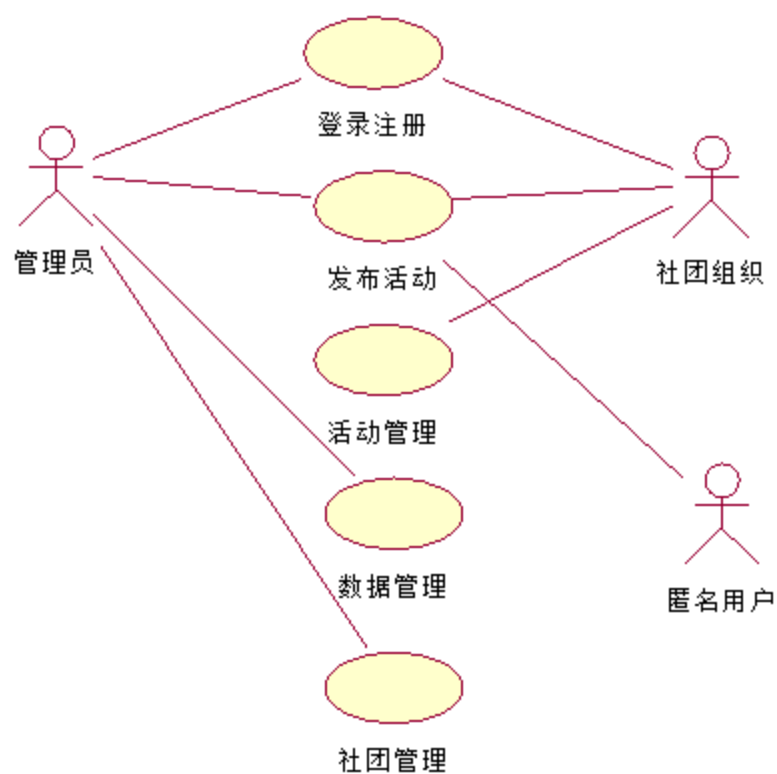 登录注册
管理员
发布活动
社团组织
活动管理
数据管理
匿名用户
社团管理